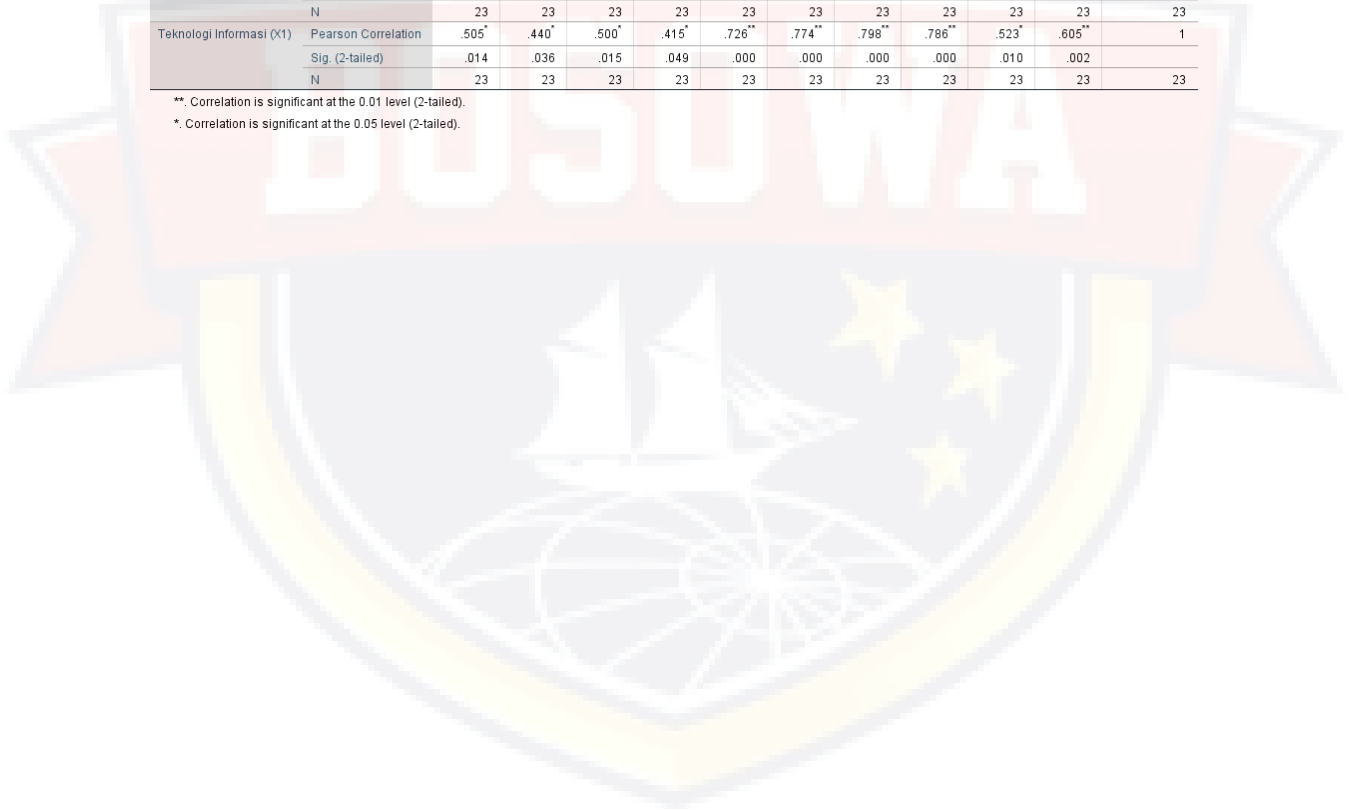 N 23 23 23 23 23 23 23 23 23 23 23
Teknologi Informasi (X1) Pearson Correlation .505* .440* .500* .415* .726** .774** .798** .786** .523* .605** 1
Sig. (2-tailed) .014 .036 .015 .049 .000 .000 .000 .000 .010 .002
N 23 23 23 23 23 23 23 23 23 23 23
**. Correlation is significant at the 0.01 level (2-tailed).
*. Correlation is significant at the 0.05 level (2-tailed).
BOSOWA